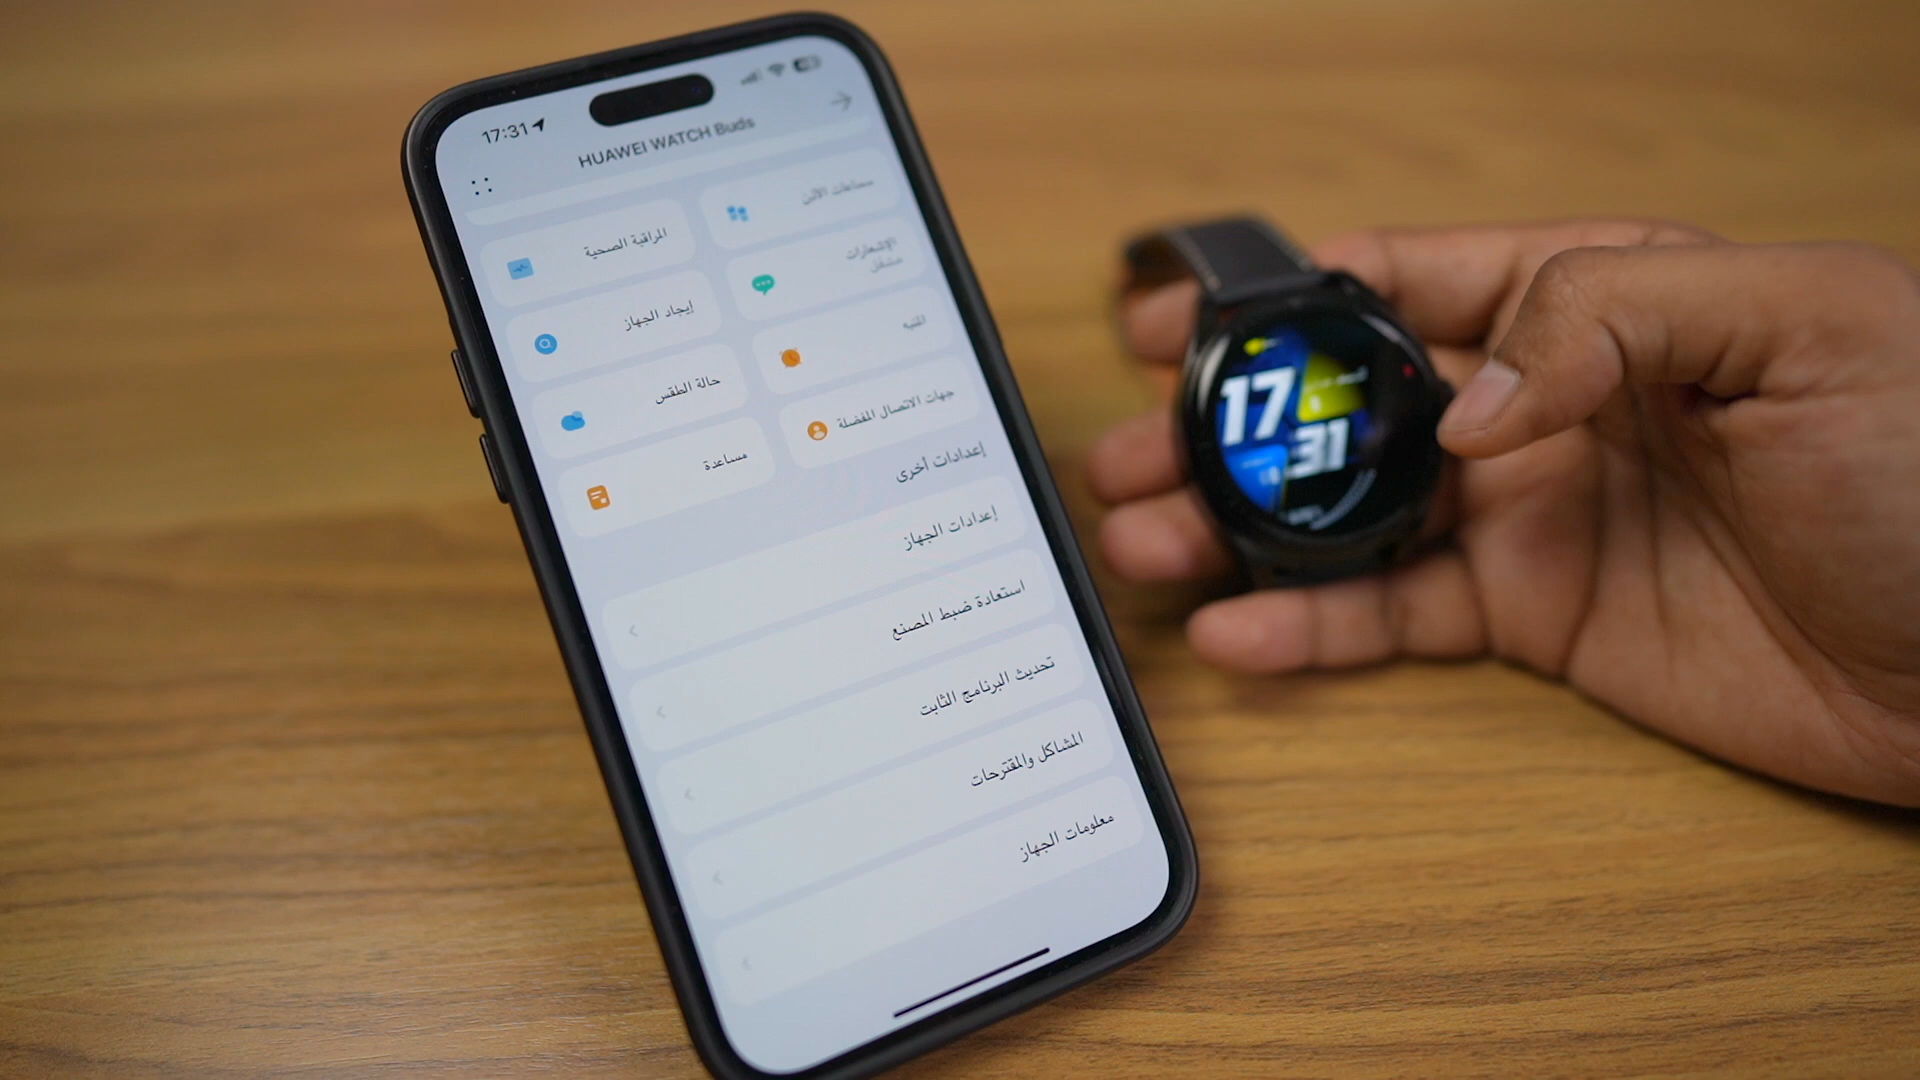 17:31
HUAWEI WATCH Buds
سماعات الأذن
المراقبة الصحية
الإشعارات
مشغل
إيجاد الجهاز
المنبه
حالة الطقس
جهات الاتصال المفضلة
مساعدة
إعدادات أخرى
إعدادات الجهاز
استعادة ضبط المصنع
تحديث البرنامج الثابت
المشاكل والمقترحات
معلومات الجهاز
17
31